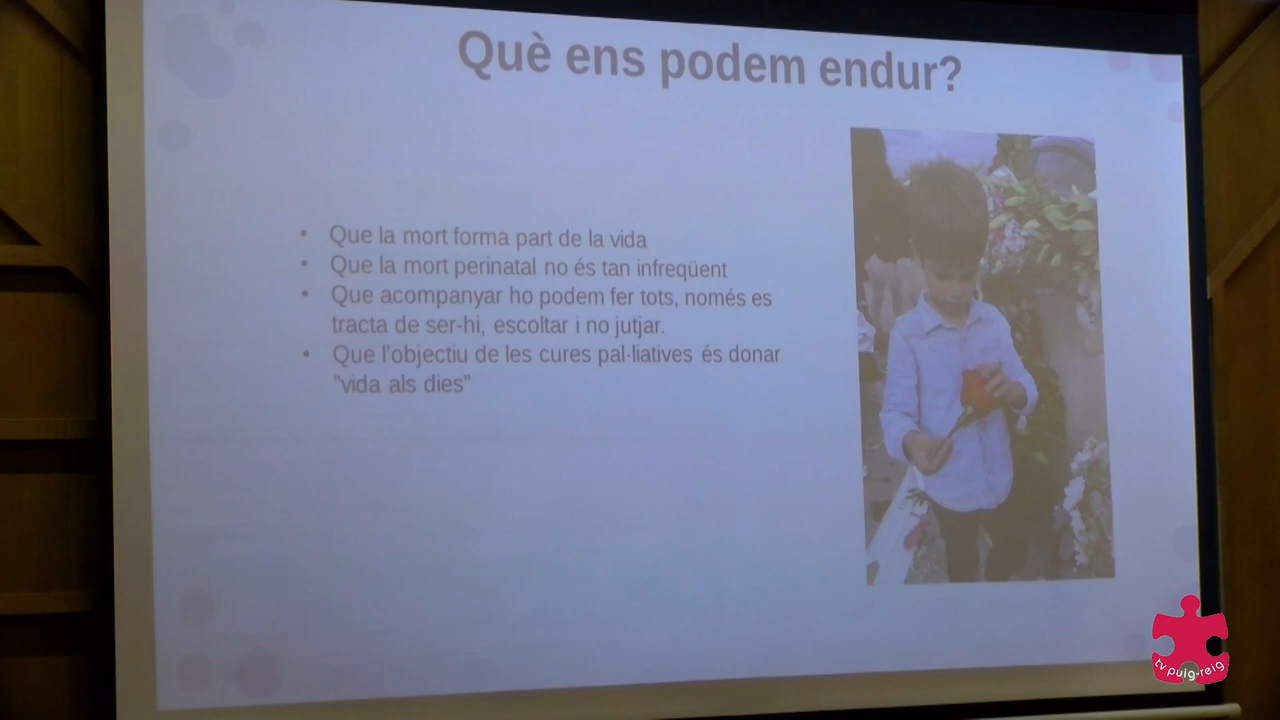 Què ens podem endur?
• Que la mort forma part de la vida
• Que la mort perinatal no és tan infreqüent
• Que acompanyar ho podem fer tots, només es
tracta de ser-hi, escoltar i no jutjar.
• Que l'objectiu de les cures pal·liatives és donar
"vida als dies"
tv puig-reig